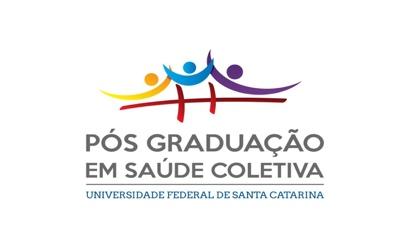 PÓS GRADUAÇÃO
EM SAÚDE COLETIVA
UNIVERSIDADE FEDERAL DE SANTA CATARINA